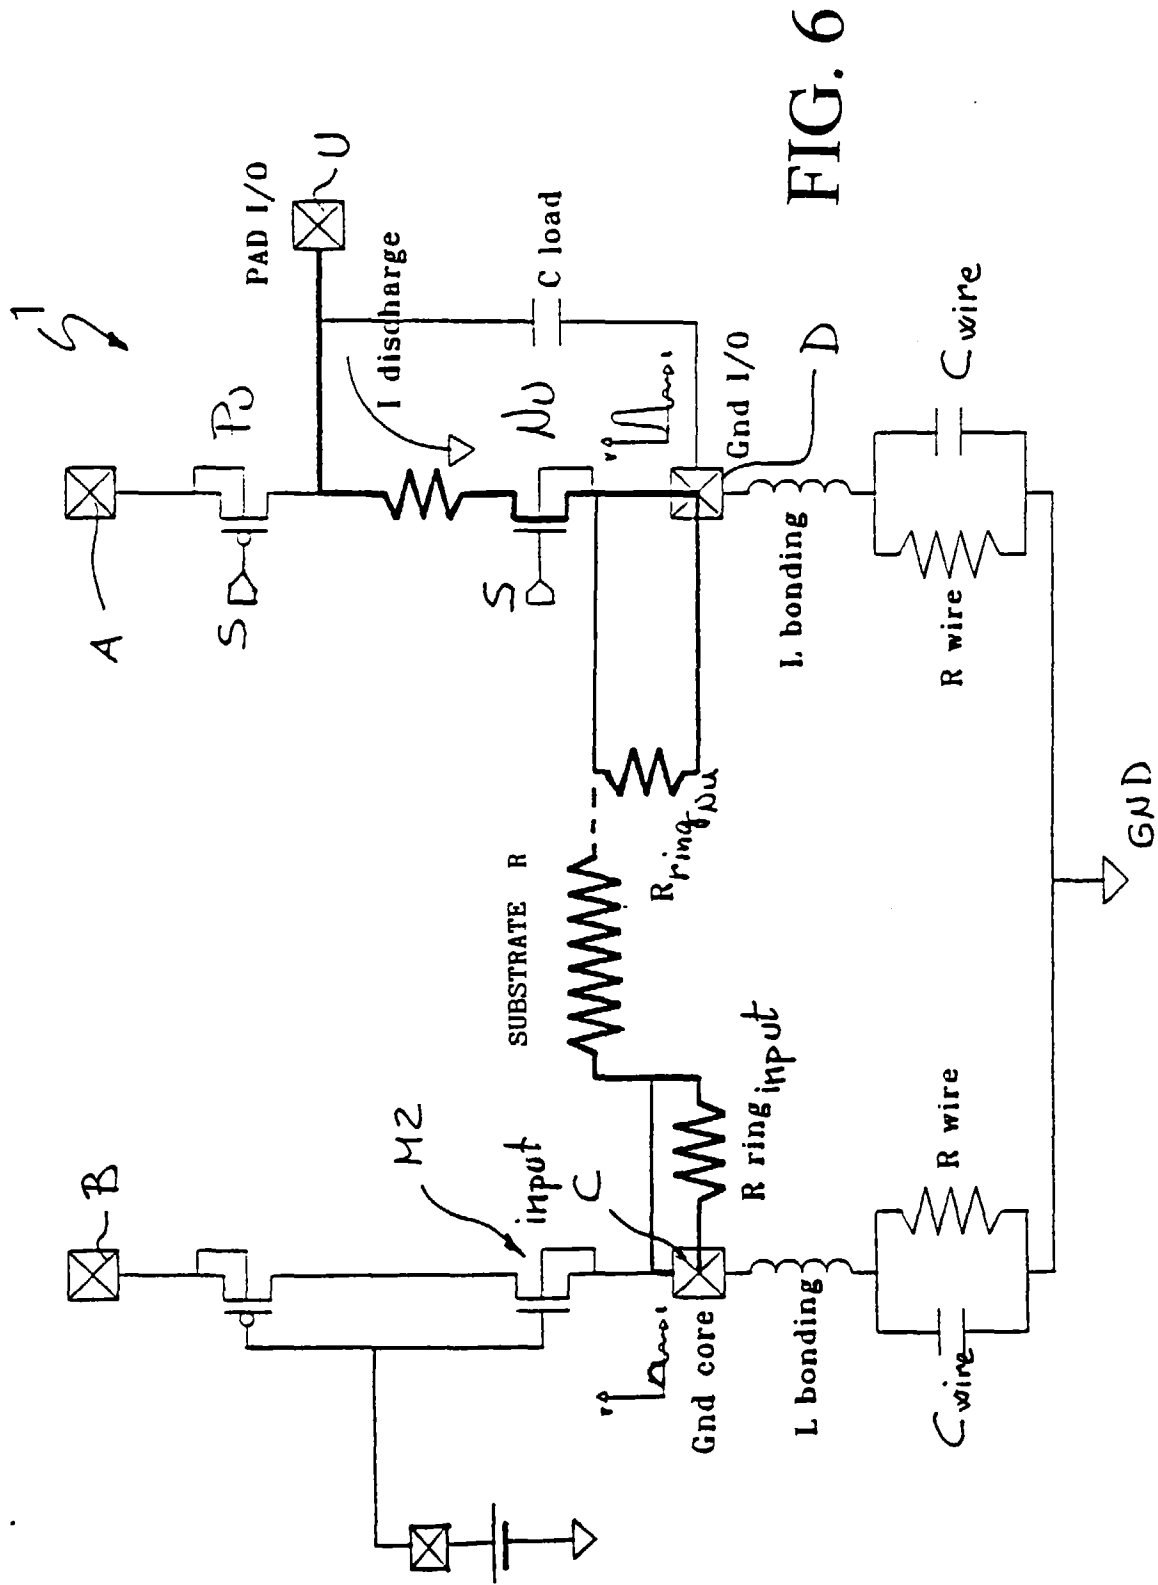 1
A
B
PU
S
PAD I/O
U
I discharge
C load
NU
S
v
Gnd I/O
D
M2
input
C
SUBSTRATE R
R ring NU
R ring input
v
Gnd core
L bonding
L bonding
R wire
C wire
R wire
C wire
GND
FIG. 6